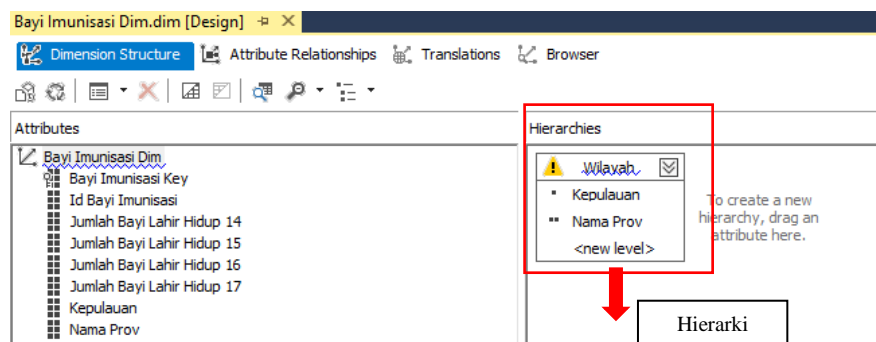 Bayi Imunisasi Dim.dim [Design]
Dimension Structure Attribute Relationships Translations Browser
Attributes
Bayi Imunisasi Dim
Bayi Imunisasi Key
Id Bayi Imunisasi
Jumlah Bayi Lahir Hidup 14
Jumlah Bayi Lahir Hidup 15
Jumlah Bayi Lahir Hidup 16
Jumlah Bayi Lahir Hidup 17
Kepulauan
Nama Prov
Hierarchies
Wilayah
Kepulauan
Nama Prov
<new level>
To create a new
hierarchy, drag an
attribute here.
Hierarki